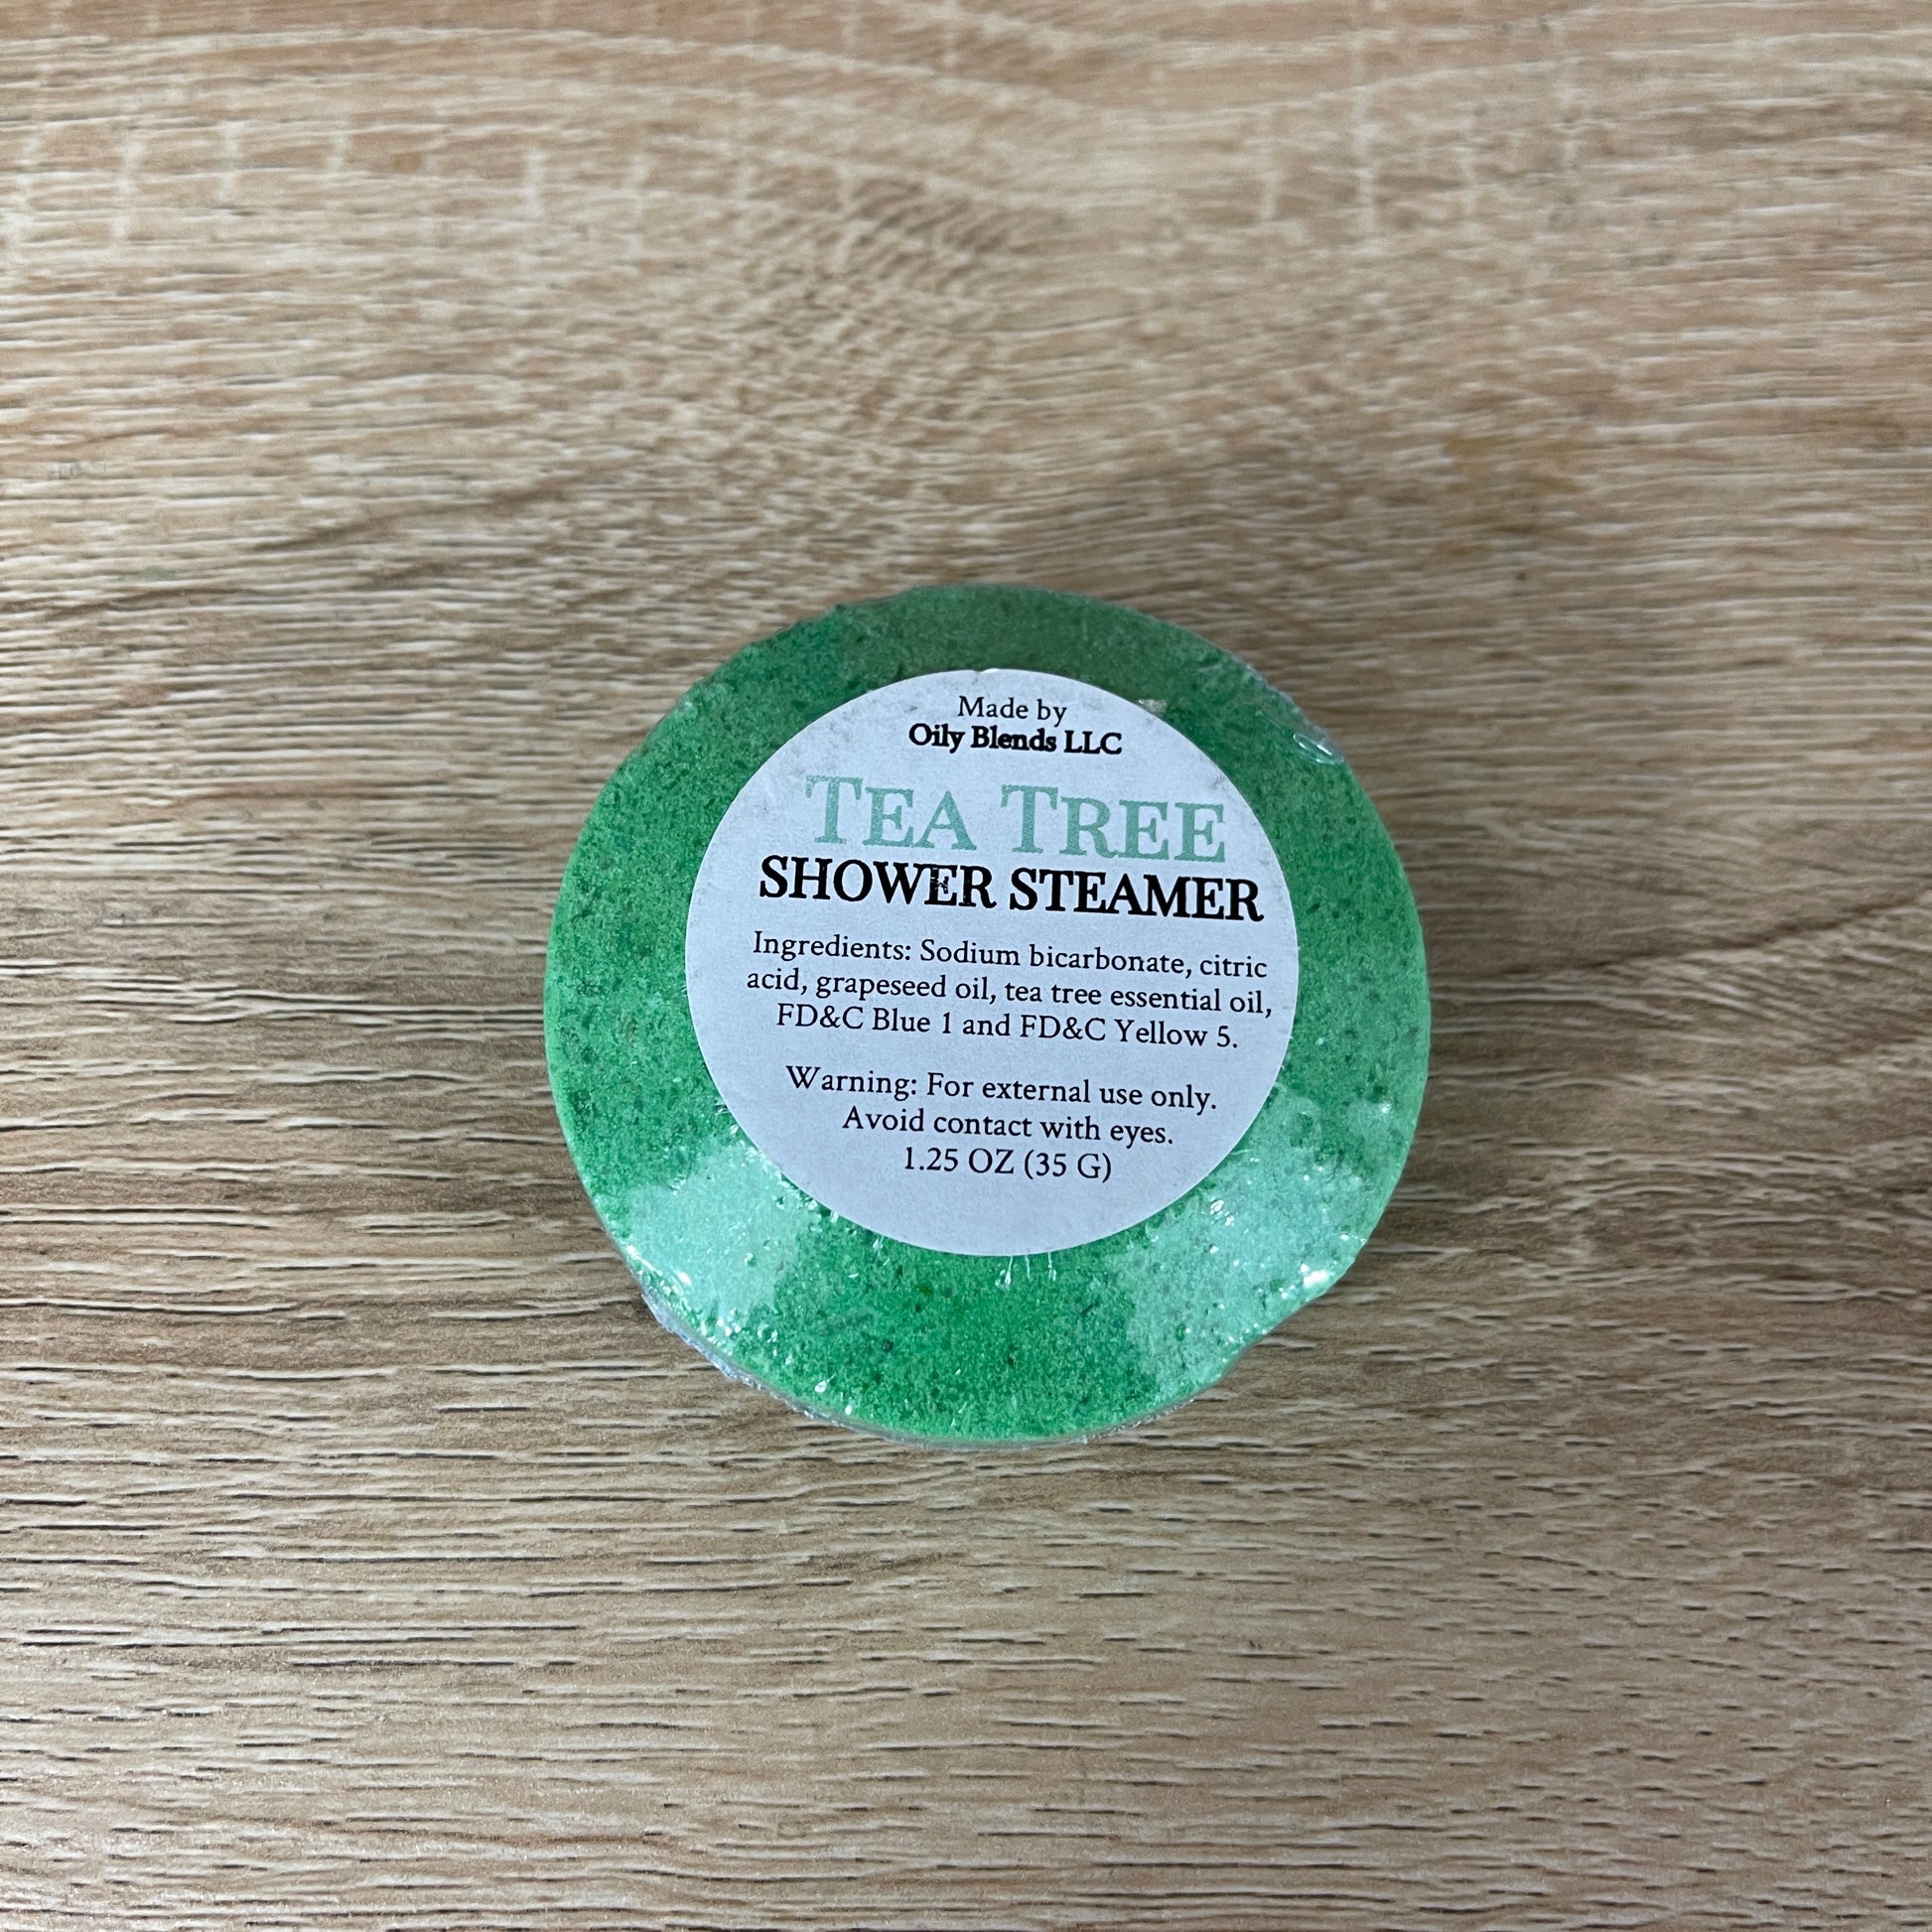 Made by
Oily Blends LLC
TEA TREE
SHOWER STEAMER
Ingredients: Sodium bicarbonate, citric
acid, grapeseed oil, tea tree essential oil,
FD&C Blue 1 and FD&C Yellow 5.
Warning: For external use only.
Avoid contact with eyes.
1.25 OZ (35 G)